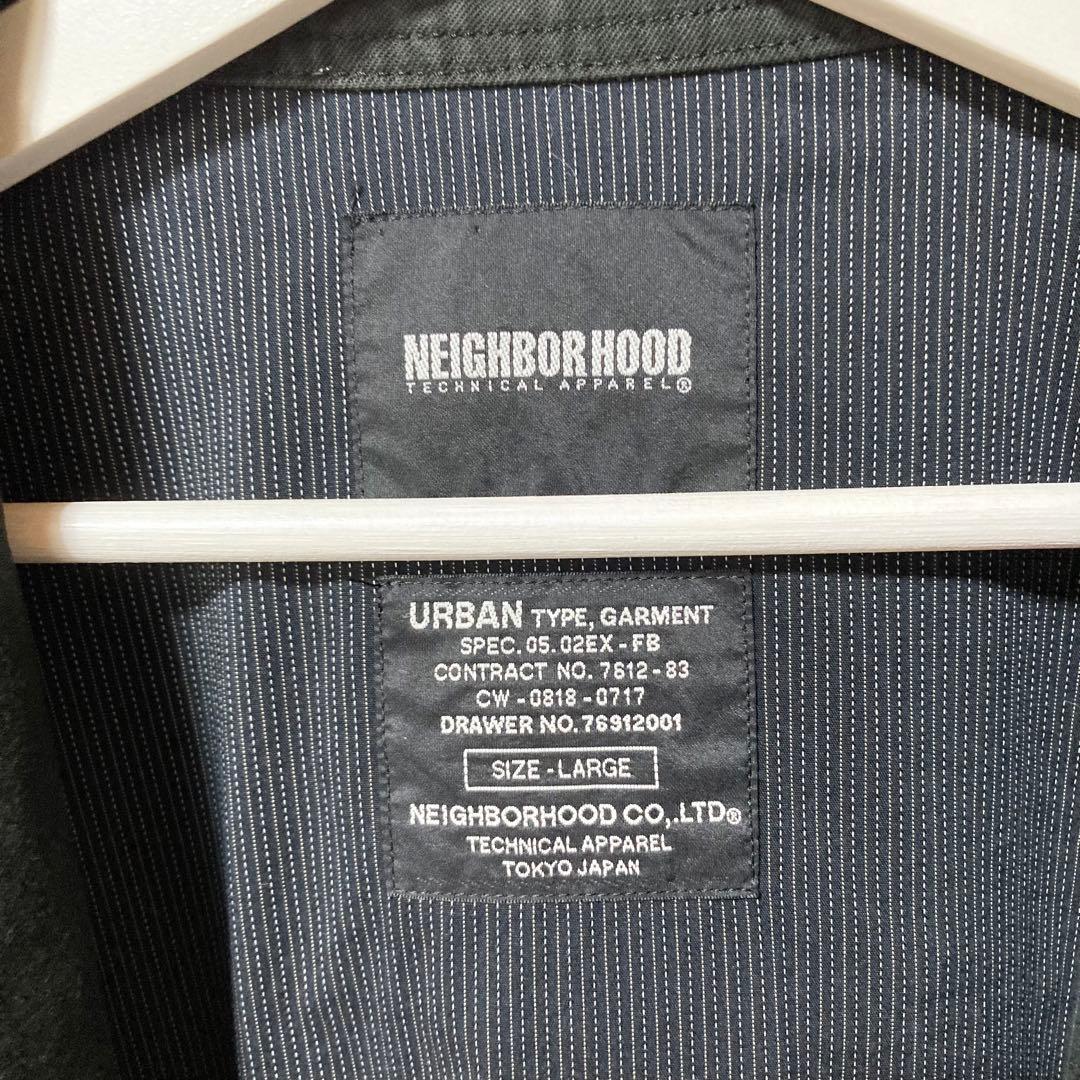 NEIGHBORHOOD
TECHNICAL APPAREL®
URBAN TYPE, GARMENT
SPEC. 05. 02EX - FB
CONTRACT NO. 7612 - 83
CW - 0818 - 0717
DRAWER NO. 76912001
SIZE - LARGE
NEIGHBORHOOD CO,.LTD®
TECHNICAL APPAREL
TOKYO JAPAN